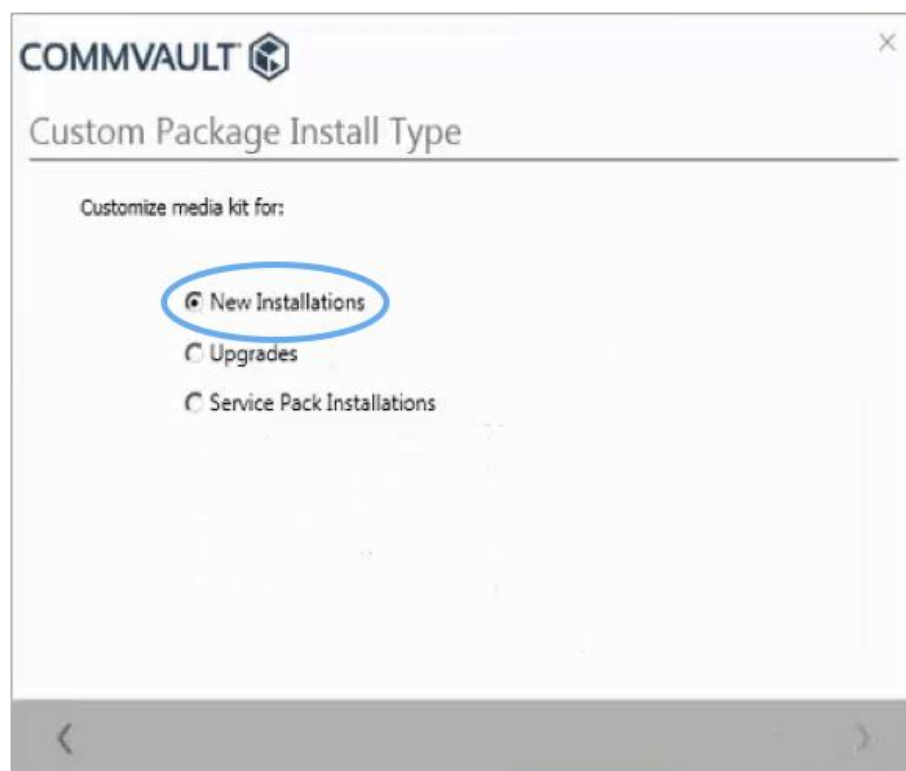 COMMVAULT
Custom Package Install Type
Customize media kit for:
New Installations
Upgrades
Service Pack Installations